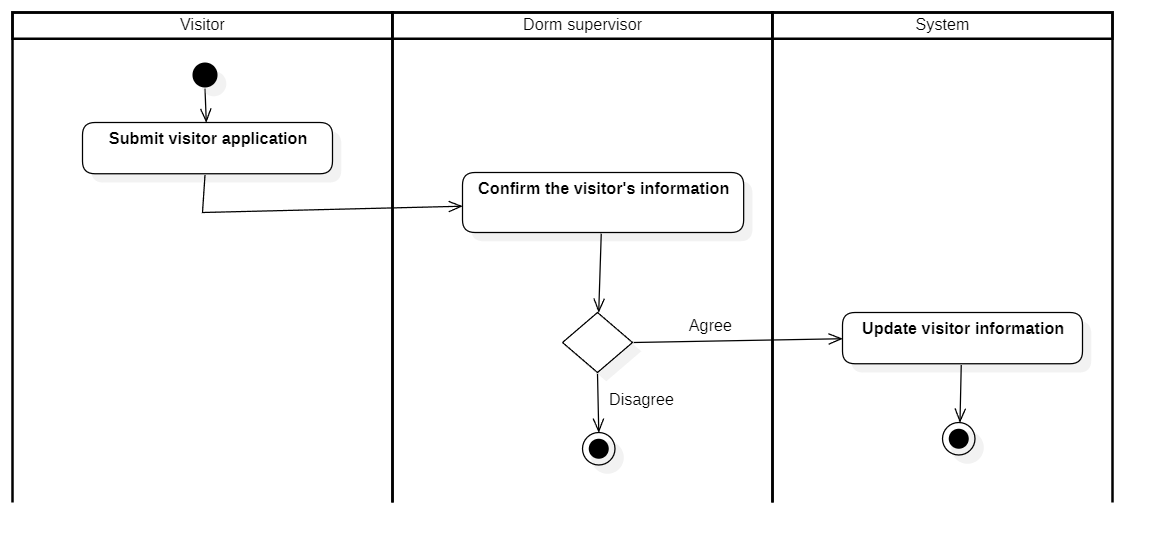 Visitor
Dorm supervisor
System
Submit visitor application
Confirm the visitor's information
Agree
Update visitor information
Disagree